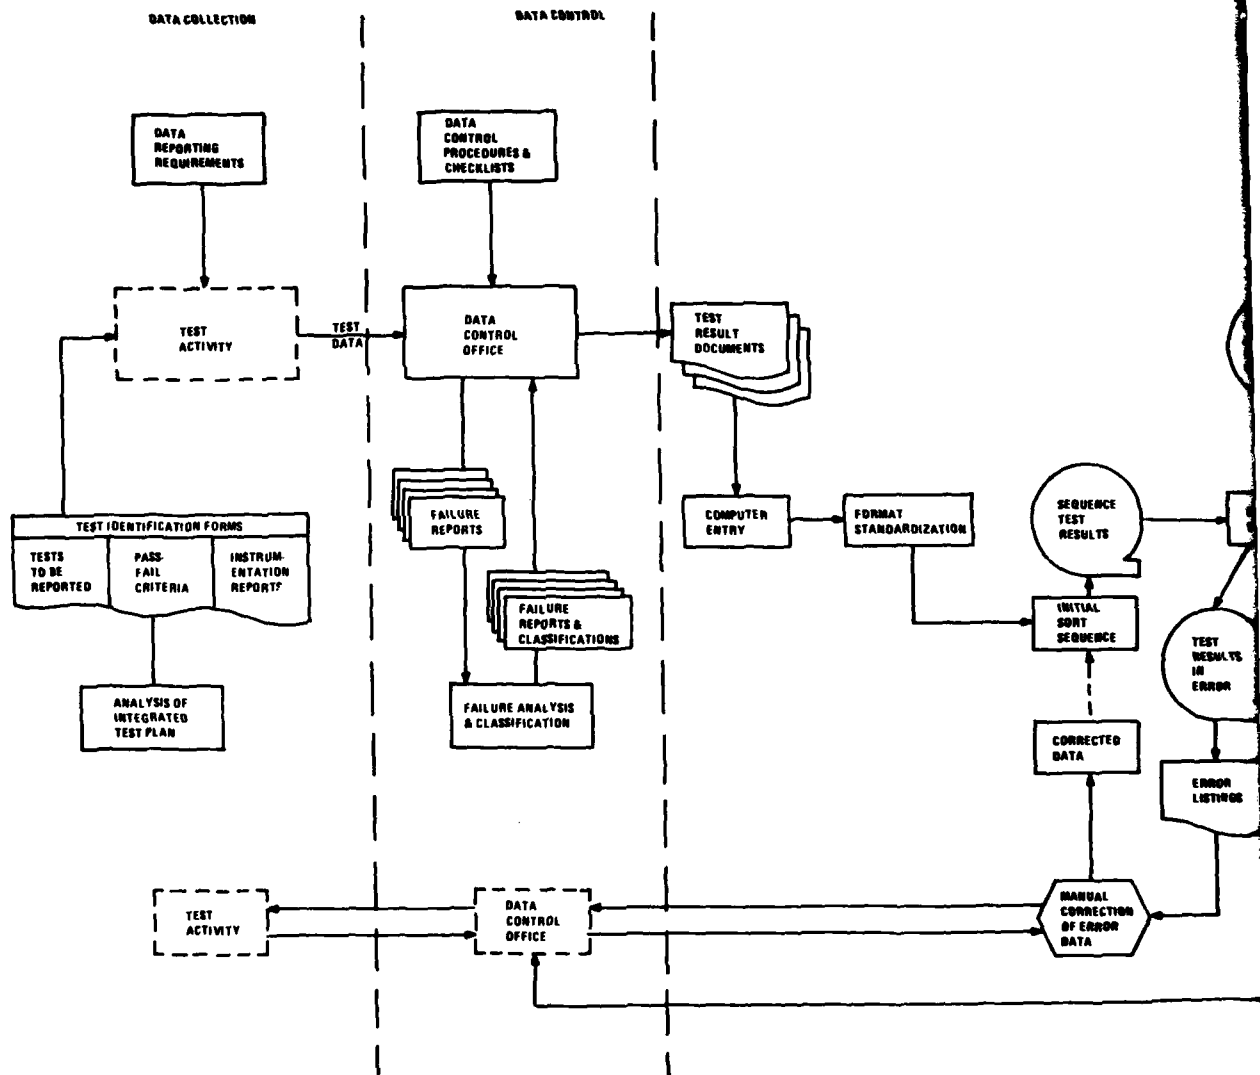 DATA COLLECTION
DATA CONTROL
DATA
REPORTING
REQUIREMENTS
DATA
CONTROL
PROCEDURES &
CHECKLISTS
TEST
ACTIVITY
TEST
DATA
DATA
CONTROL
OFFICE
TEST
RESULT
DOCUMENTS
FAILURE
REPORTS
COMPUTER
ENTRY
FORMAT
STANDARDIZATION
SEQUENCE
TEST
RESULTS
TEST IDENTIFICATION FORMS
TESTS
TO BE
REPORTED
PASS-
FAIL
CRITERIA
INSTRUM-
ENTATION
REPORTS
FAILURE
REPORTS &
CLASSIFICATIONS
INITIAL
SORT
SEQUENCE
TEST
RESULTS
IN
ERROR
ANALYSIS OF
INTEGRATED
TEST PLAN
FAILURE ANALYSIS
& CLASSIFICATION
CORRECTED
DATA
ERROR
LISTINGS
TEST
ACTIVITY
DATA
CONTROL
OFFICE
MANUAL
CORRECTION
OF ERROR
DATA